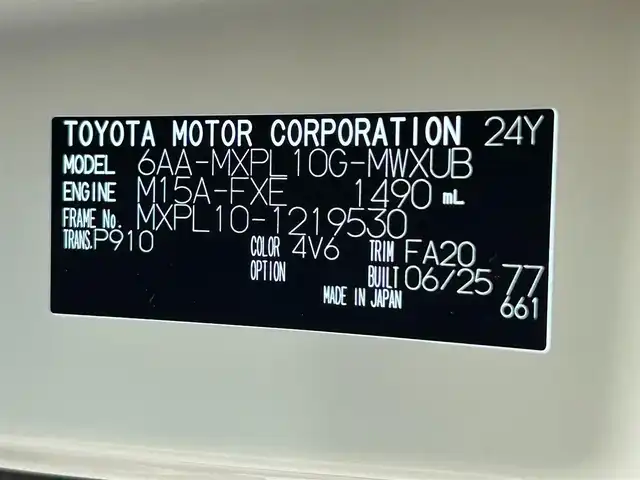 TOYOTA MOTOR CORPORATION 24Y
MODEL 6AA-MXPL10G-MWXUB
ENGINE M15A-FXE 1490 mL
FRAME No. MXPL10-1219530
TRANS. P910 COLOR 4V6 TRIM FA20
OPTION BUILT 06/25 77
MADE IN JAPAN 661